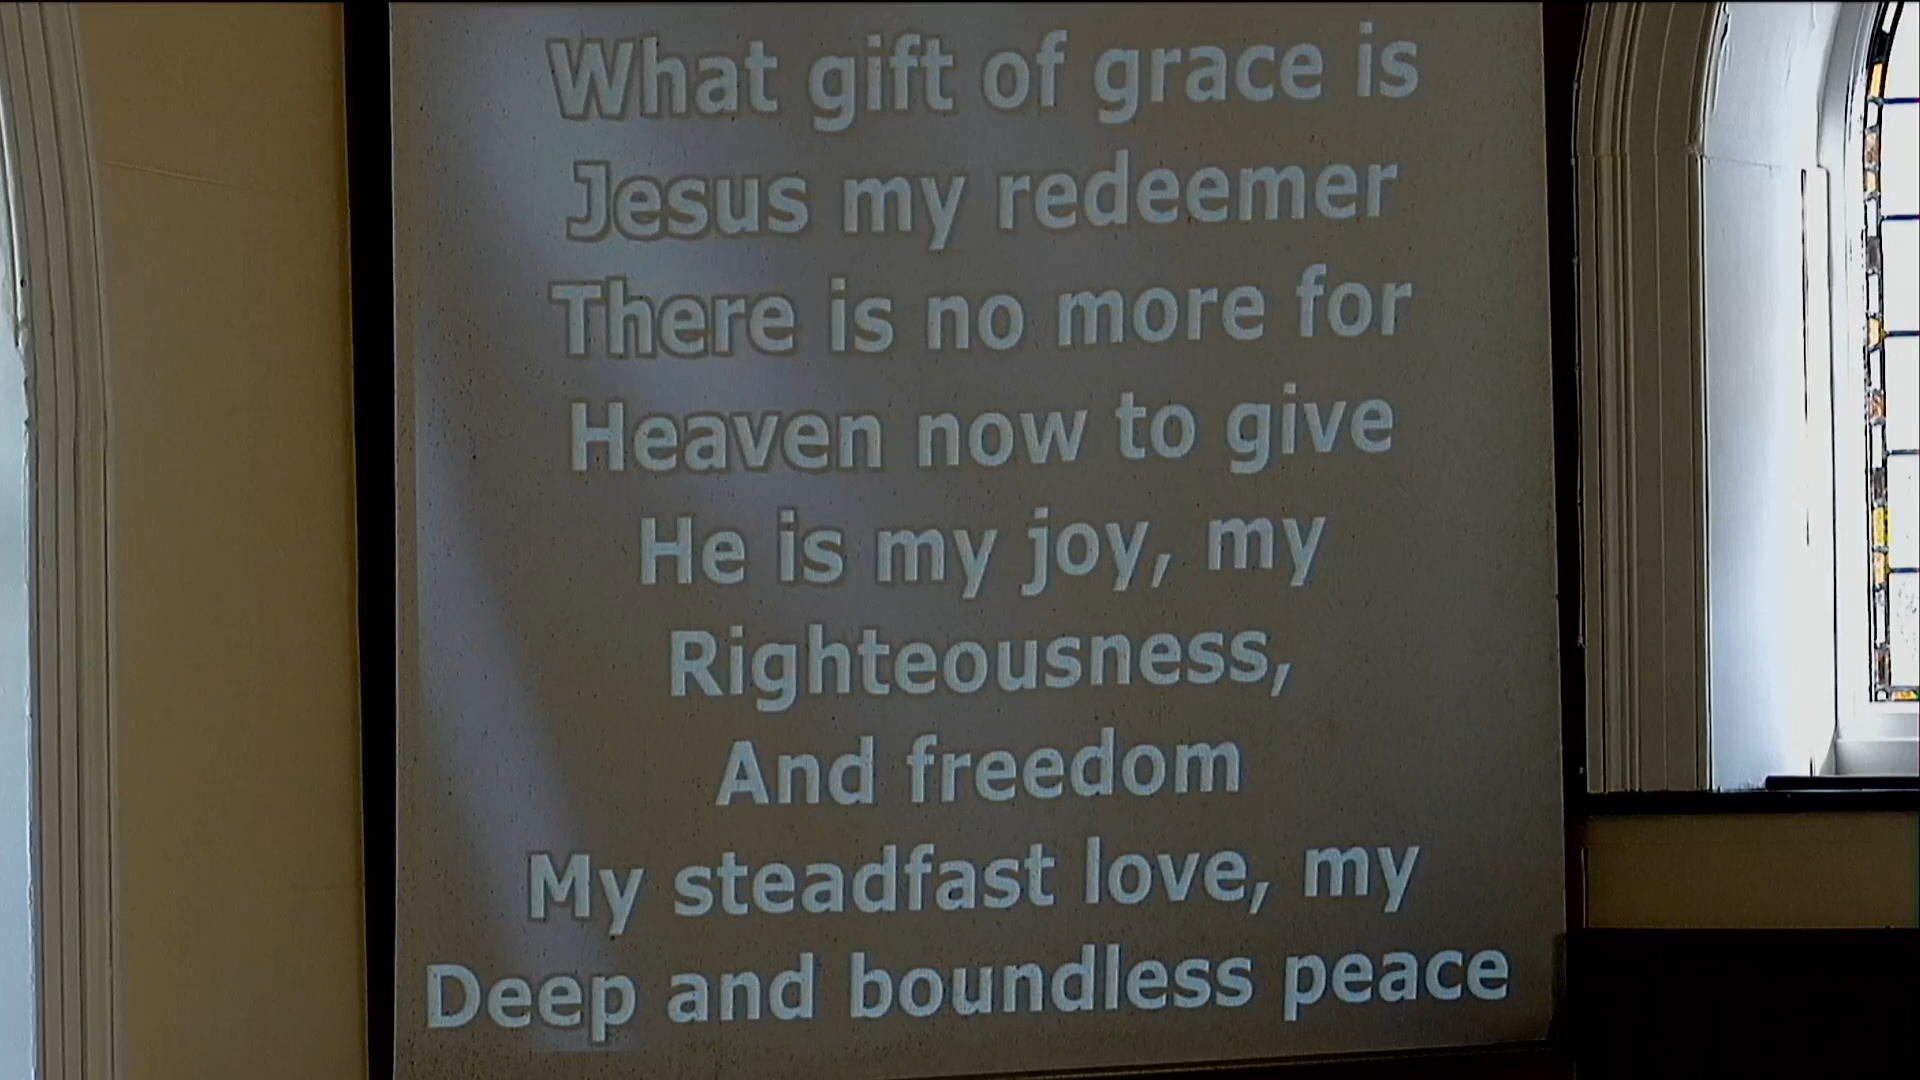 What gift of grace is
Jesus my redeemer
There is no more for
Heaven now to give
He is my joy, my
Righteousness,
And freedom
My steadfast love, my
Deep and boundless peace